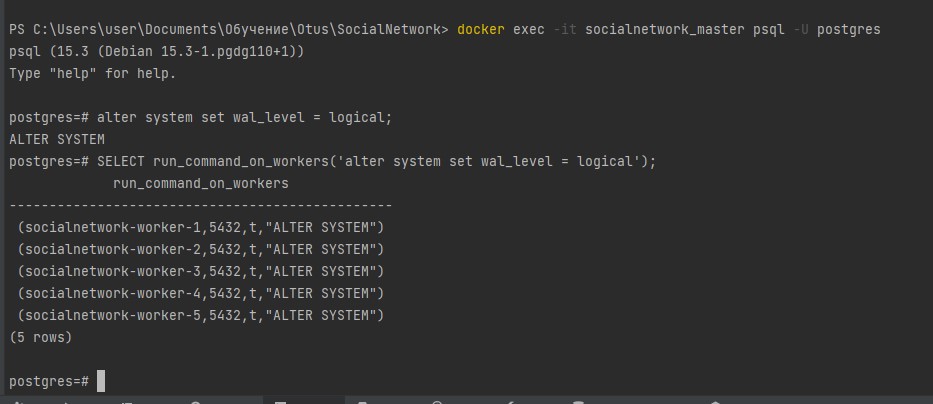 PS C:\Users\user\Documents\Обучение\Otus\SocialNetwork> docker exec -it socialnetwork_master psql -U postgres
psql (15.3 (Debian 15.3-1.pgdg110+1))
Type "help" for help.
postgres=# alter system set wal_level = logical;
ALTER SYSTEM
postgres=# SELECT run_command_on_workers('alter system set wal_level = logical');
run_command_on_workers
------------------------------------------------
(socialnetwork-worker-1,5432,t,"ALTER SYSTEM")
(socialnetwork-worker-2,5432,t,"ALTER SYSTEM")
(socialnetwork-worker-3,5432,t,"ALTER SYSTEM")
(socialnetwork-worker-4,5432,t,"ALTER SYSTEM")
(socialnetwork-worker-5,5432,t,"ALTER SYSTEM")
(5 rows)
postgres=#